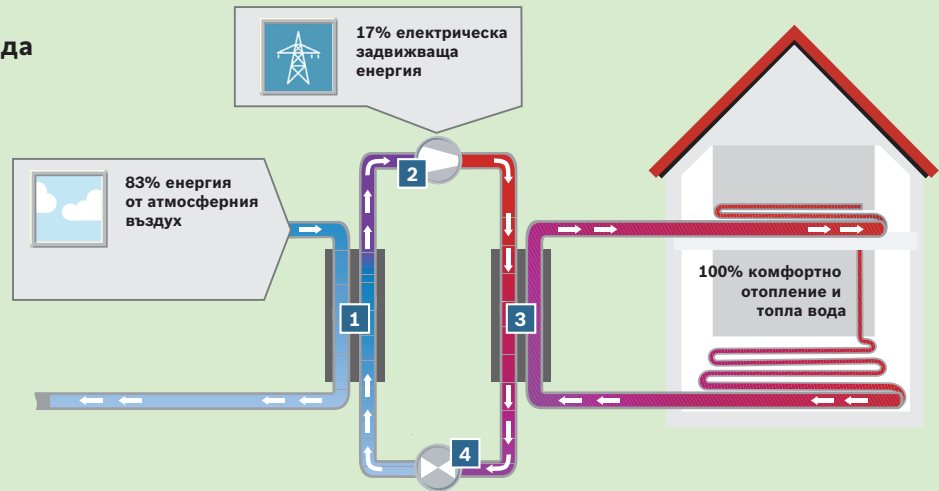 да
17% електрическа
задвижваща
енергия
2
83% енергия
от атмосферния
въздух
100% комфортно
отопление и
топла вода
1
3
4